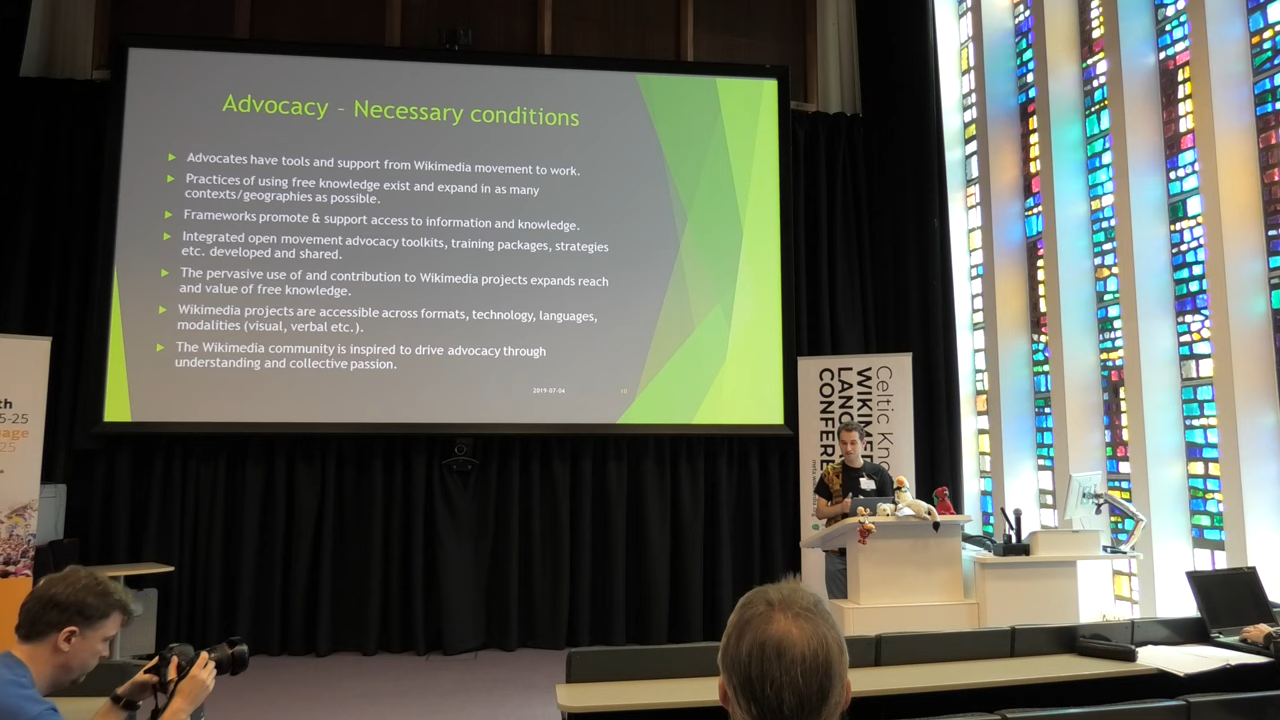 Advocacy – Necessary conditions
Advocates have tools and support from Wikimedia movement to work.
Practices of using free knowledge exist and expand in as many
contexts/geographies as possible.
Frameworks promote & support access to information and knowledge.
Integrated open movement advocacy toolkits, training packages, strategies
etc. developed and shared.
The pervasive use of and contribution to Wikimedia projects expands reach
and value of free knowledge.
Wikimedia projects are accessible across formats, technology, languages,
modalities (visual, verbal etc.).
The Wikimedia community is inspired to drive advocacy through
understanding and collective passion.
2019-07-04
10
th
5-25
age
25
Celtic Kno
WIKIMED
LANG
CONFER